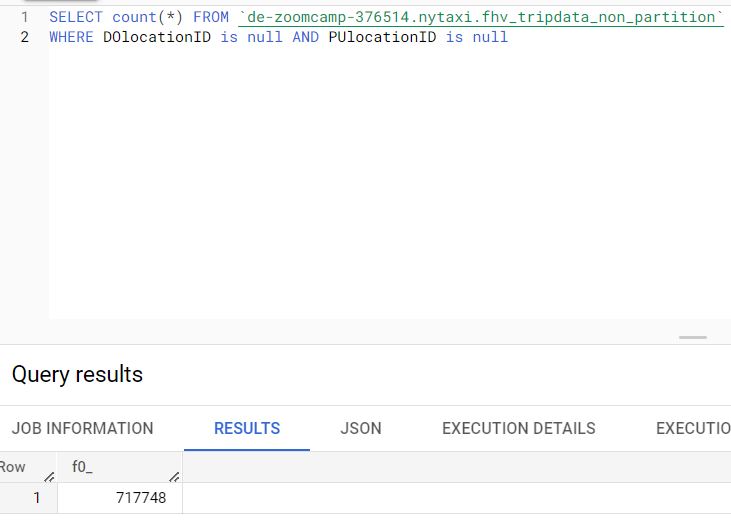 1 SELECT count(*) FROM `de-zoomcamp-376514.nytaxi.fhv_tripdata_non_partition`
2 WHERE DOlocationID is null AND PUlocationID is null
Query results
JOB INFORMATION RESULTS JSON EXECUTION DETAILS EXECUTIO
Row f0_
1 717748